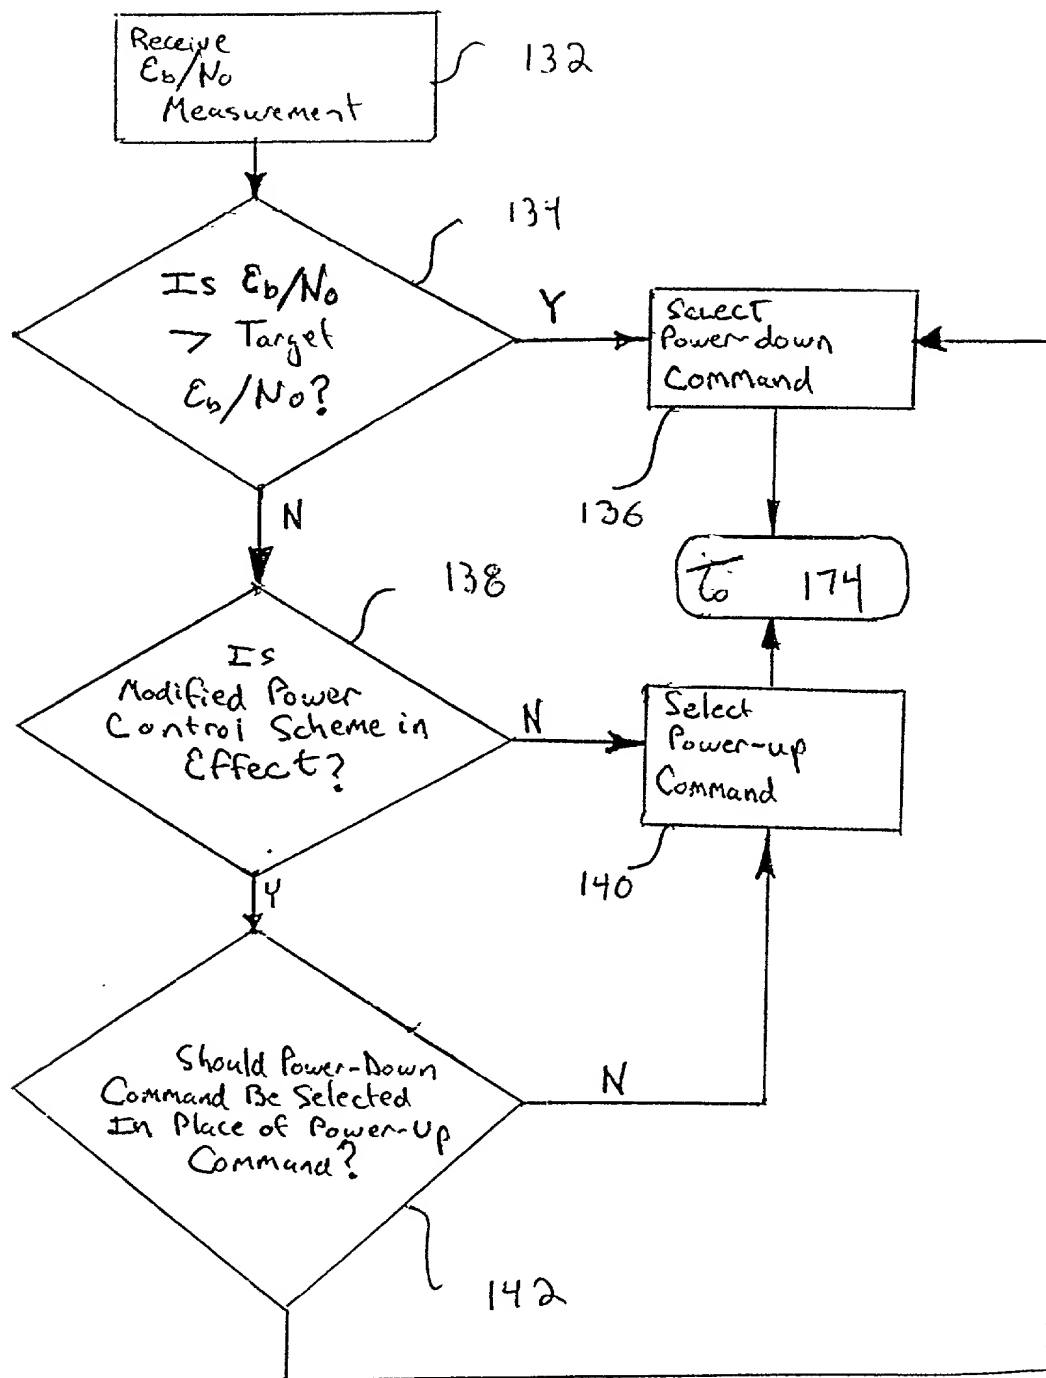 Receive
Eb/No
Measurement
132
134
Is Eb/No
> Target
Eb/No?
Y
Select
Power-down
Command
136
N
To 174
138
Is
Modified Power
Control Scheme in
Effect?
N
Select
Power-up
Command
140
Y
Should Power-Down
Command Be Selected
In Place of Power-Up
Command?
N
142